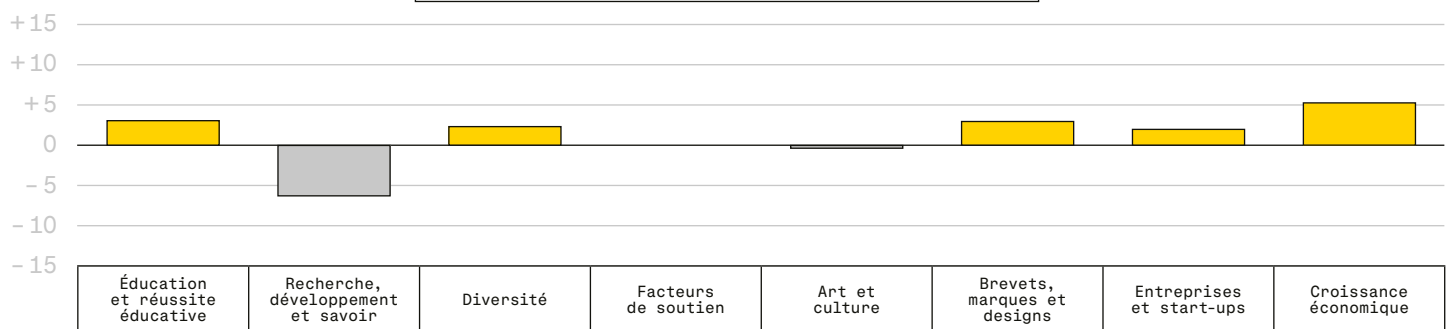 +15
+10
+5
0
-5
-10
-15
Éducation
et réussite
éducative
Recherche,
développement
et savoir
Diversité
Facteurs
de soutien
Art et
culture
Brevets,
marques et
designs
Entreprises
et start-ups
Croissance
économique